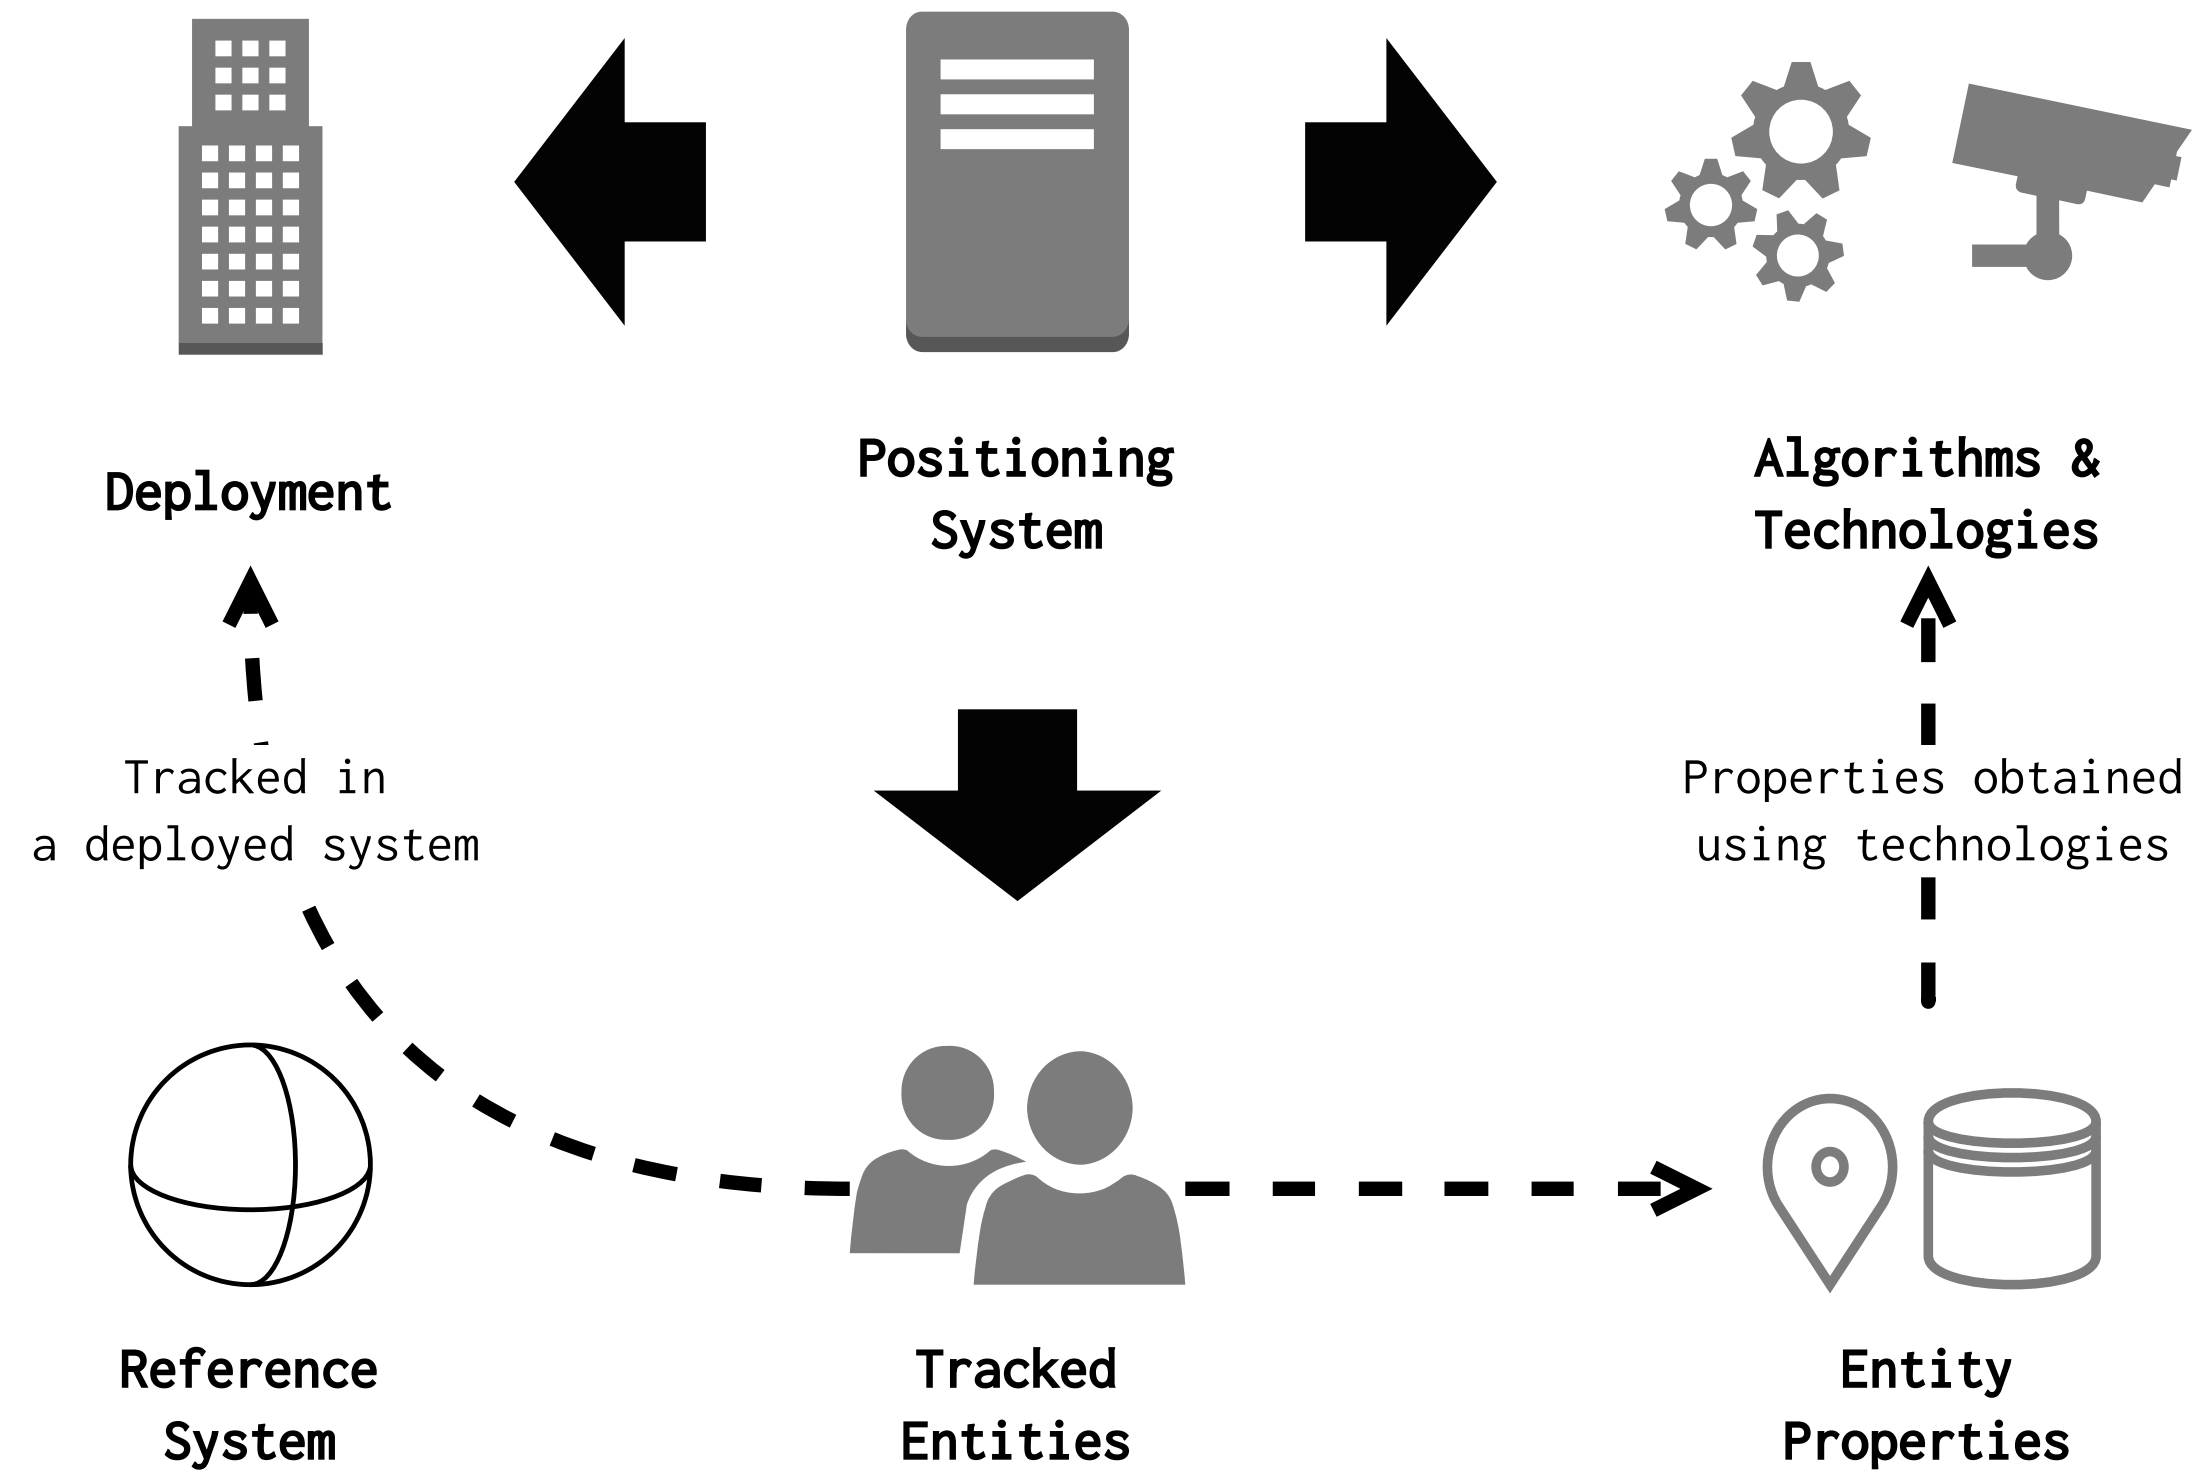 Deployment
Positioning
System
Algorithms &
Technologies
Tracked in
a deployed system
Properties obtained
using technologies
Reference
System
Tracked
Entities
Entity
Properties